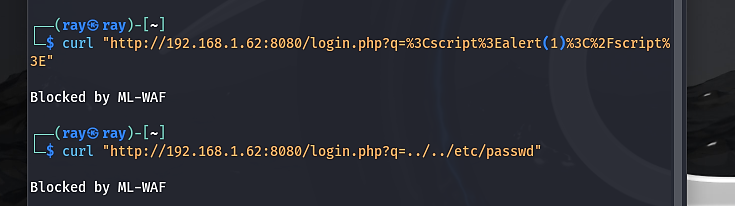 ┌──(ray㉿ray)-[~]
└─$ curl "http://192.168.1.62:8080/login.php?q=%3Cscript%3Ealert(1)%3C%2Fscript%
3E"
Blocked by ML-WAF
┌──(ray㉿ray)-[~]
└─$ curl "http://192.168.1.62:8080/login.php?q=../../etc/passwd"
Blocked by ML-WAF